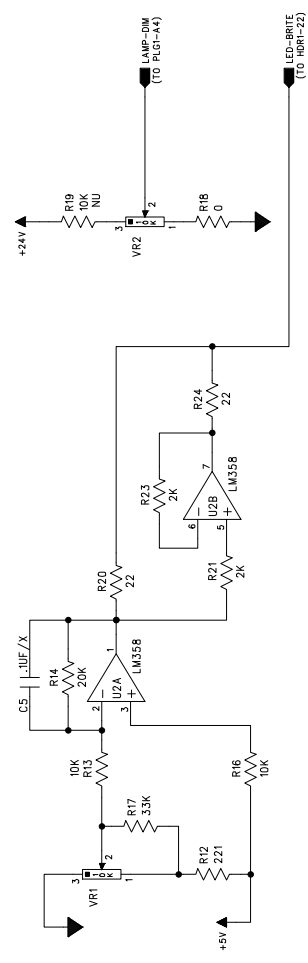 +24V
R19
10K
NU
3
10K
2
VR2
1
R18
0
LAMP-DIM
(TO PLG1-A4)
LED-BRITE
(TO HDR1-22)
C5
.1UF/X
R14
20K
R20
22
10K
R13
2
3
U2A
1
LM358
R23
2K
6
5
U2B
7
LM358
R24
22
R21
2K
3
10K
2
VR1
1
R17
33K
R12
221
R16
10K
+5V